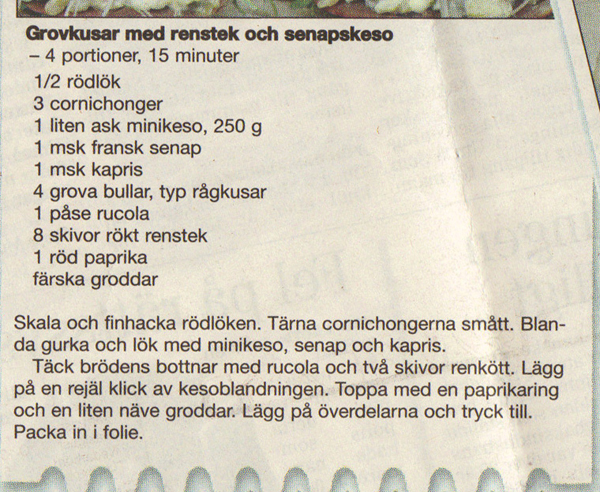 Grovkusar med renstek och senapskeso
– 4 portioner, 15 minuter
1/2 rödlök
3 cornichonger
1 liten ask minikeso, 250 g
1 msk fransk senap
1 msk kapris
4 grova bullar, typ rågkusar
1 påse rucola
8 skivor rökt renstek
1 röd paprika
färska groddar
Skala och finhacka rödlöken. Tärna cornichongerna smått. Blan-
da gurka och lök med minikeso, senap och kapris.
Täck brödens bottnar med rucola och två skivor renkött. Lägg
på en rejäl klick av kesoblandningen. Toppa med en paprikaring
och en liten näve groddar. Lägg på överdelarna och tryck till.
Packa in i folie.